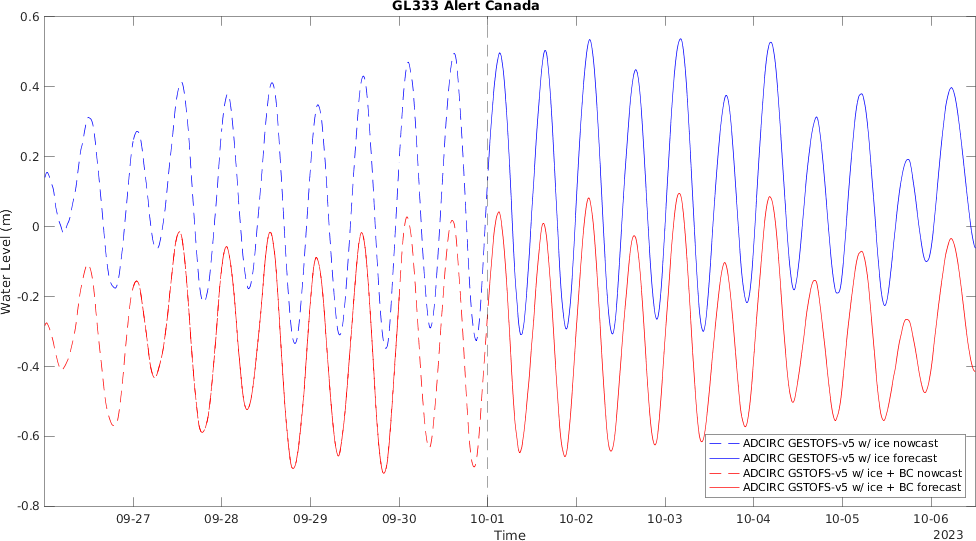 GL333 Alert Canada
0.6
0.4
0.2
0
-0.2
-0.4
-0.6
-0.8
Water Level (m)
ADCIRC GESTOFS-v5 w/ ice nowcast
ADCIRC GESTOFS-v5 w/ ice forecast
ADCIRC GSTOFS-v5 w/ ice + BC nowcast
ADCIRC GSTOFS-v5 w/ ice + BC forecast
09-27 09-28 09-29 09-30 10-01 10-02 10-03 10-04 10-05 10-06
Time
2023